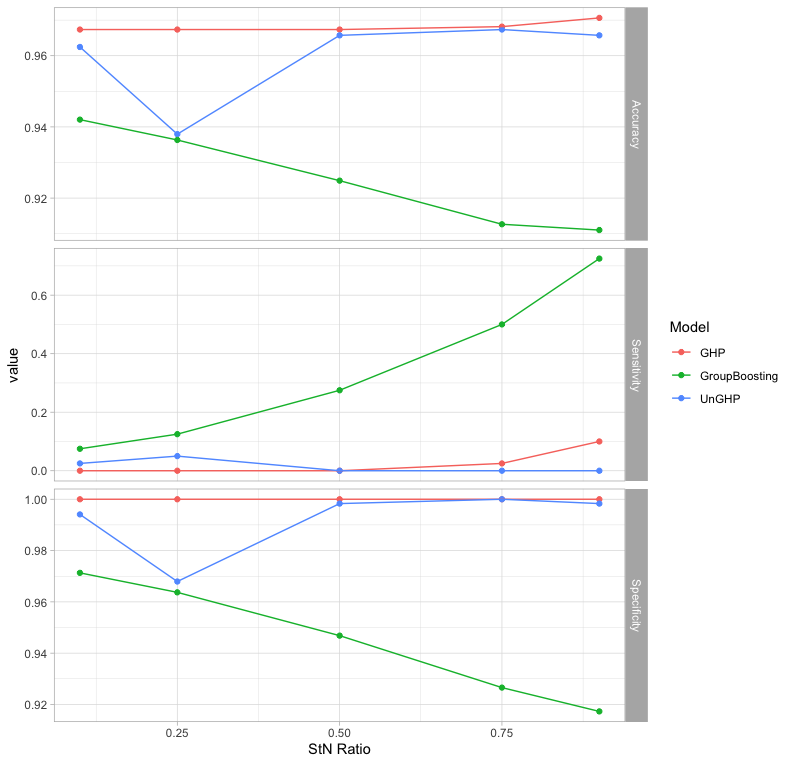 0.96
0.94
0.92
Accuracy
0.6
0.4
0.2
0.0
Sensitivity
1.00
0.98
0.96
0.94
0.92
Specificity
value
0.25 0.50 0.75
StN Ratio
Model
GHP
GroupBoosting
UnGHP